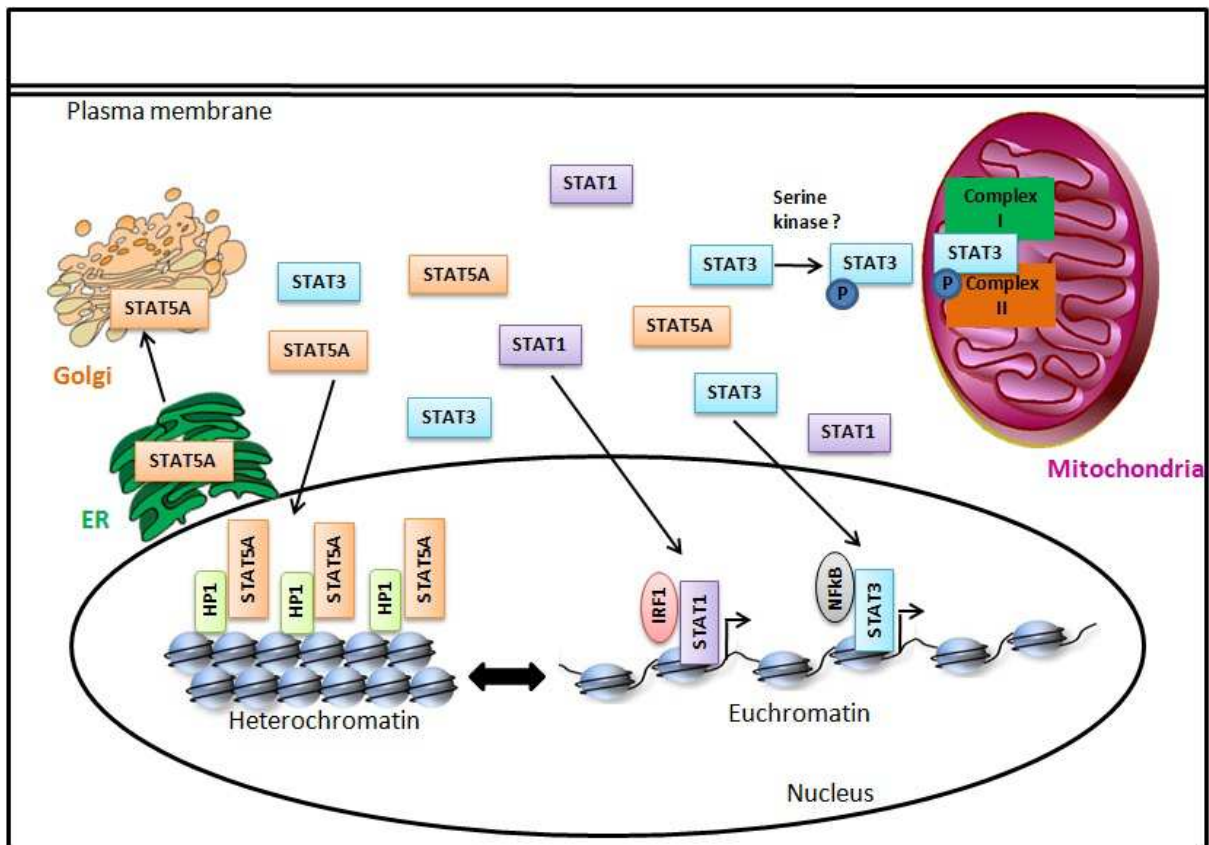 Plasma membrane
STAT1
Serine
kinase ?
Complex
I
STAT3
STAT5A
STAT3
STAT3
STAT3
P
P
Complex
II
STAT5A
STAT5A
STAT5A
STAT1
Golgi
STAT3
STAT3
STAT1
STAT5A
Mitochondria
ER
HP1
STAT5A
HP1
STAT5A
HP1
STAT5A
IRF1
STAT1
NFkB
STAT3
Heterochromatin
Euchromatin
Nucleus